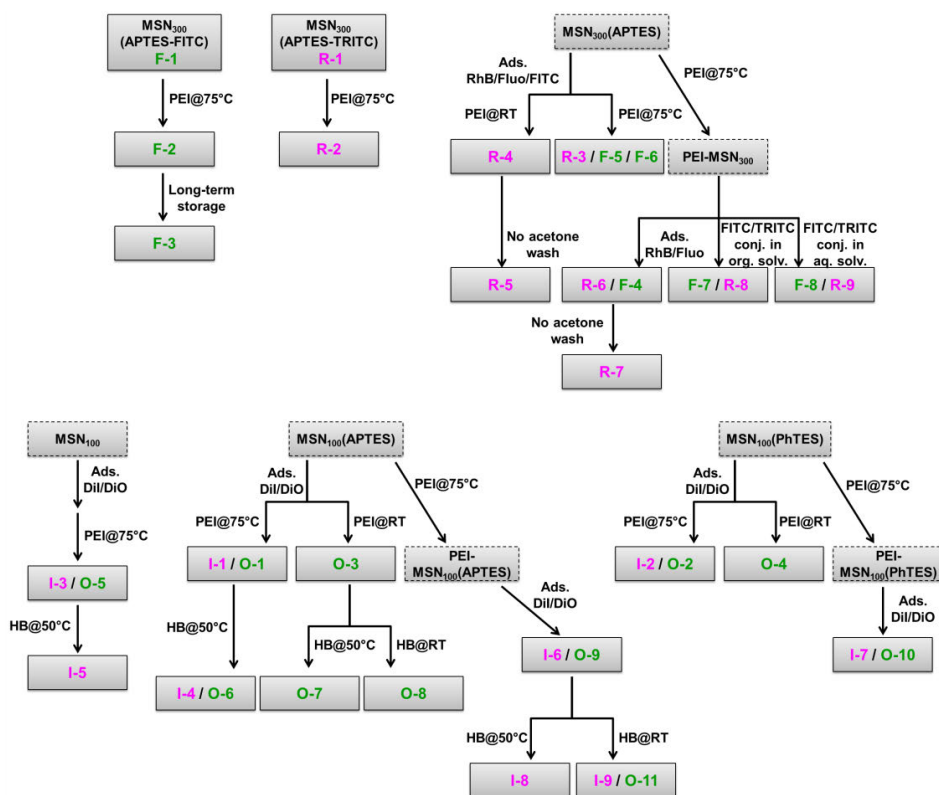 MSN300
(APTES-FITC)
F-1
PEI@75°C
F-2
Long-term
storage
F-3
MSN300
(APTES-TRITC)
R-1
PEI@75°C
R-2
MSN300(APTES)
Ads.
RhB/Fluo/FITC
PEI@RT
PEI@75°C
PEI@75°C
R-4
R-3 / F-5 / F-6
PEI-MSN300
No acetone
wash
R-5
Ads.
RhB/Fluo
FITC/TRITC
conj. in
org. solv.
FITC/TRITC
conj. in
aq. solv.
R-6 / F-4
F-7 / R-8
F-8 / R-9
No acetone
wash
R-7
MSN100
Ads.
DiI/DiO
PEI@75°C
I-3 / O-5
HB@50°C
I-5
MSN100(APTES)
Ads.
DiI/DiO
PEI@75°C
PEI@RT
PEI@75°C
I-1 / O-1
O-3
PEI-
MSN100(APTES)
HB@50°C
HB@50°C
HB@RT
I-4 / O-6
O-7
O-8
Ads.
DiI/DiO
I-6 / O-9
HB@50°C
HB@RT
I-8
I-9 / O-11
MSN100(PhTES)
Ads.
DiI/DiO
PEI@75°C
PEI@RT
PEI@75°C
I-2 / O-2
O-4
PEI-
MSN100(PhTES)
Ads.
DiI/DiO
I-7 / O-10